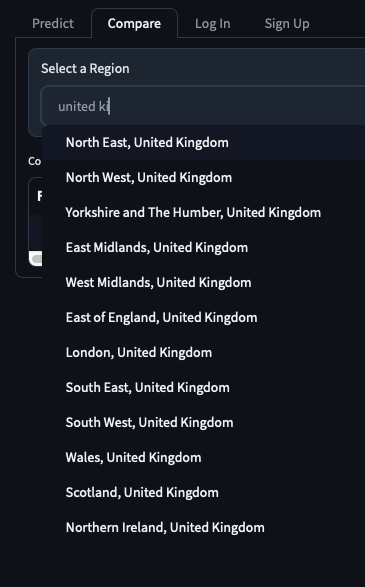 Predict Compare Log In Sign Up
Select a Region
united ki
North East, United Kingdom
North West, United Kingdom
Co
Yorkshire and The Humber, United Kingdom
East Midlands, United Kingdom
West Midlands, United Kingdom
East of England, United Kingdom
London, United Kingdom
South East, United Kingdom
South West, United Kingdom
Wales, United Kingdom
Scotland, United Kingdom
Northern Ireland, United Kingdom